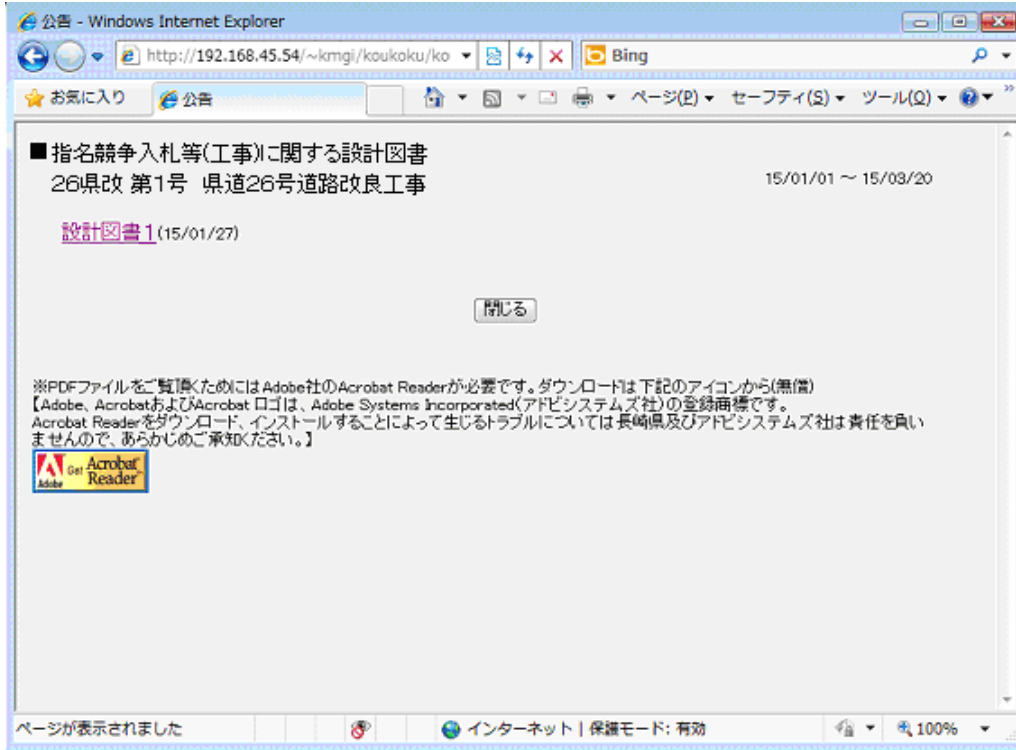 公告 - Windows Internet Explorer
http://192.168.45.54/~kmgi/koukoku/ko
Bing
お気に入り
公告
ページ(P)
セーフティ(S)
ツール(O)
■指名競争入札等(工事)に関する設計図書
26県改 第1号 県道26号道路改良工事
15/01/01 ～ 15/03/20
設計図書1(15/01/27)
閉じる
※PDFファイルをご覧頂くためにはAdobe社のAcrobat Readerが必要です。ダウンロードは下記のアイコンから(無償)
【Adobe、AcrobatおよびAcrobat ロゴは、Adobe Systems Incorporated(アドビシステムズ社)の登録商標です。
Acrobat Readerをダウンロード、インストールすることによって生じるトラブルについては長崎県及びアドビシステムズ社は責任を負い
ませんので、あらかじめご承知ください。】
Adobe
Get Acrobat
Reader
ページが表示されました
インターネット | 保護モード: 有効
100%